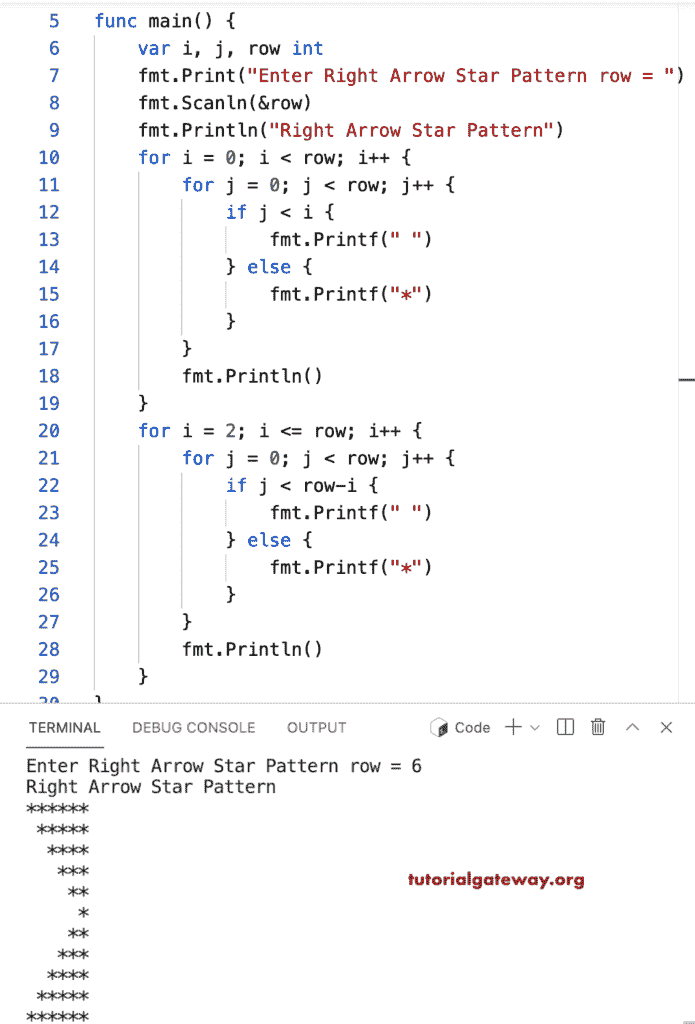 5 func main() {
6     var i, j, row int
7     fmt.Print("Enter Right Arrow Star Pattern row = ")
8     fmt.Scanln(&row)
9     fmt.Println("Right Arrow Star Pattern")
10     for i = 0; i < row; i++ {
11         for j = 0; j < row; j++ {
12             if j < i {
13                 fmt.Printf(" ")
14             } else {
15                 fmt.Printf("*")
16             }
17         }
18         fmt.Println()
19     }
20     for i = 2; i <= row; i++ {
21         for j = 0; j < row; j++ {
22             if j < row-i {
23                 fmt.Printf(" ")
24             } else {
25                 fmt.Printf("*")
26             }
27         }
28         fmt.Println()
29     }
30 }
TERMINAL DEBUG CONSOLE OUTPUT Code
Enter Right Arrow Star Pattern row = 6
Right Arrow Star Pattern
******
 *****
  ****
   ***
    **
     *
    **
   ***
  ****
 *****
******
tutorialgateway.org